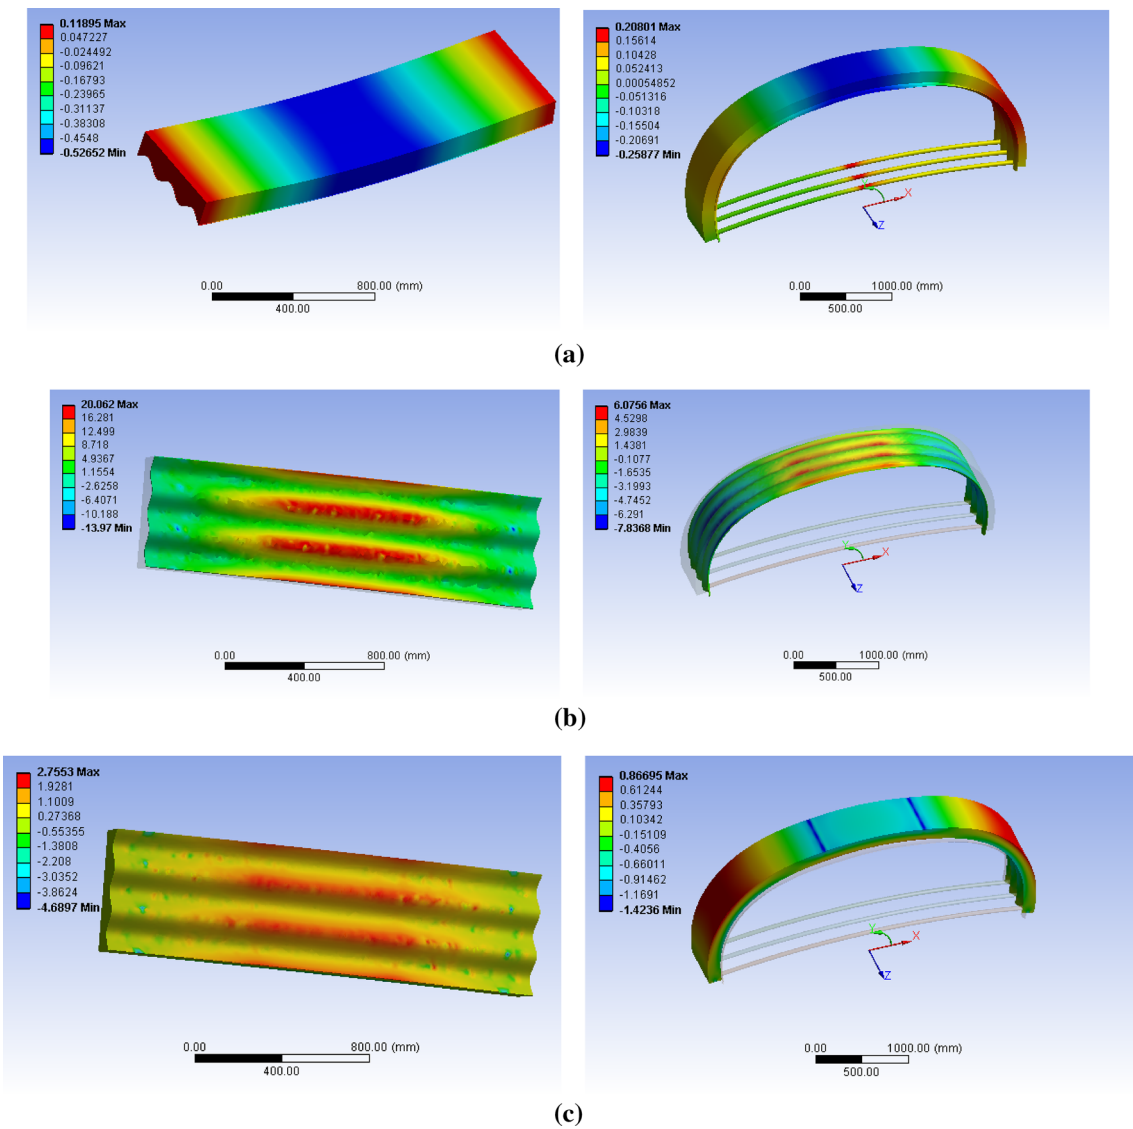 0.11895 Max
0.047227
-0.024492
-0.09621
-0.16793
-0.23965
-0.31137
-0.38308
-0.4548
-0.52652 Min
0.00 800.00 (mm)
400.00
0.20801 Max
0.15614
0.10428
0.052413
0.00054852
-0.051316
-0.10318
-0.15504
-0.20691
-0.25877 Min
Y
X
Z
0.00 1000.00 (mm)
500.00
(a)
20.062 Max
16.281
12.499
8.718
4.9367
1.1554
-2.6258
-6.4071
-10.188
-13.97 Min
0.00 800.00 (mm)
400.00
6.0756 Max
4.5298
2.9839
1.4381
-0.1077
-1.6535
-3.1993
-4.7452
-6.291
-7.8368 Min
Y
X
Z
0.00 1000.00 (mm)
500.00
(b)
2.7553 Max
1.9281
1.1009
0.27368
-0.55355
-1.3808
-2.208
-3.0352
-3.8624
-4.6897 Min
0.00 800.00 (mm)
400.00
0.86695 Max
0.61244
0.35793
0.10342
-0.15109
-0.4056
-0.66011
-0.91462
-1.1691
-1.4236 Min
Y
X
Z
0.00 1000.00 (mm)
500.00
(c)